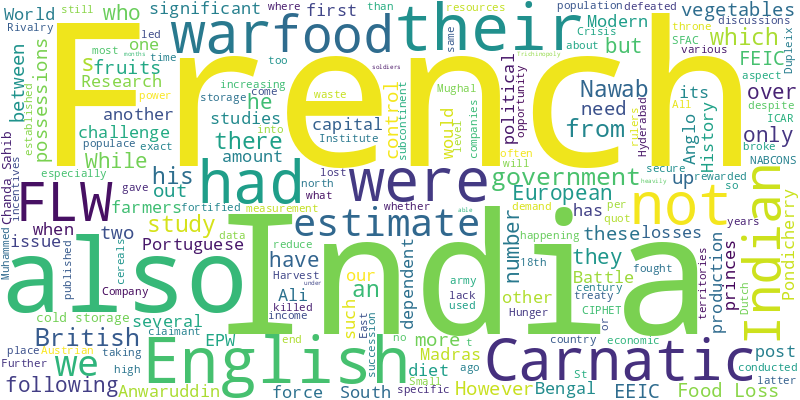 World still significant who where first than population defeated vegetables
Rivalry they led time
war food their Modern resources discussions Crisis
throne various which SFAC FEIC
most one same about
French
between another
S fruits Research he possessions
established power too storage
increasing control Mughal
level opportunity political
Nawab its over
but aspect despite ICAR Dupleix
All rulers Hyderabad need
waste into companies subcontinent
challenge populace exact
studies capital Institute would
from Anglo History only
NABCONS broke
Chanda Sahib
While there amount
especially
incentives
FLW had were government European up
lost north what whether
secure rewarded so
his out gave fortified measurement
farmers study estimate number
often will per quot
demand happening 18th
has not Indian
Muhammed
when issue two
Portuguese have
data reduce Harvest
these losses they
years production princes
Pondicherry
also India
published cereals
several Ali such an our
dependent other Battle
army lack used
century treaty fought
CIPHET or
territories Dutch
cold storage Company
killed income
Hunger country economic
we British English
EPW claimant under
succession East
diet more t
no ago
Carnatic
post
conducted latter
place Austrian taking
end Small specific
Madras St
Further high
following Anwaruddin force South
However Bengal EEIC Food Loss
months soldiers trichinopoly heavily able